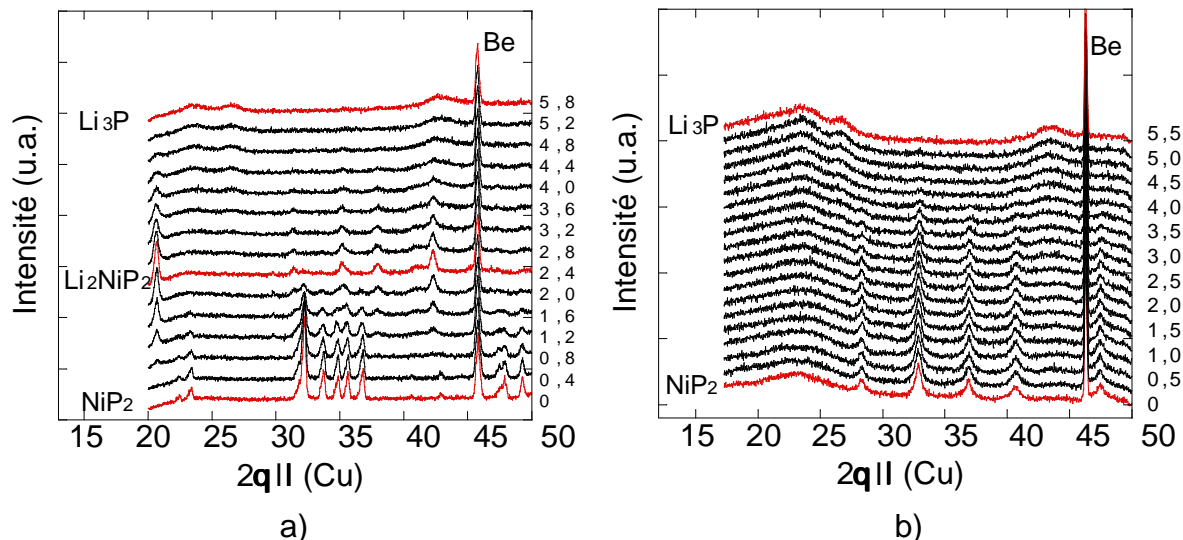 Intensité (u.a.)
Be
Li3P
Li2NiP2
NiP2
5,8
5,2
4,8
4,4
4,0
3,6
3,2
2,8
2,4
2,0
1,6
1,2
0,8
0,4
0
15 20 25 30 35 40 45 50
2q || (Cu)
a)
Intensité (u.a.)
Be
Li3P
NiP2
5,5
5,0
4,5
4,0
3,5
3,0
2,5
2,0
1,5
1,0
0,5
0
15 20 25 30 35 40 45 50
2q || (Cu)
b)